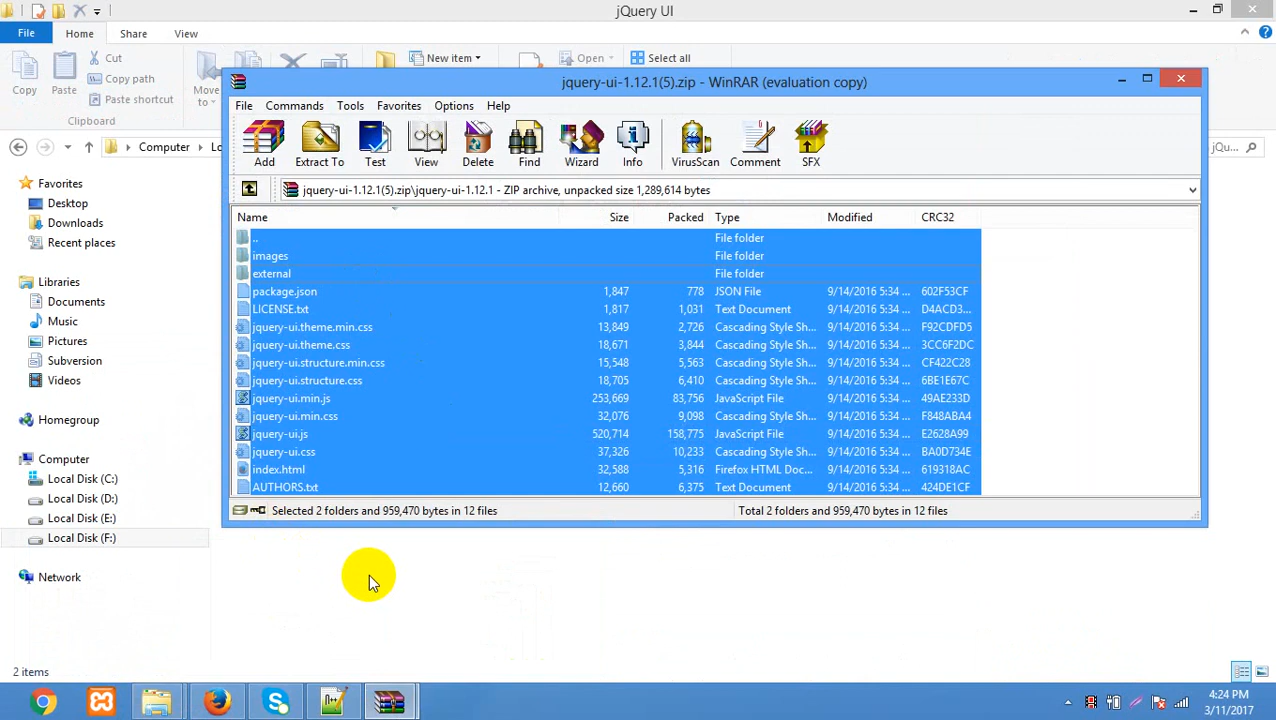 jQuery UI
File Home Share View
Cut
Copy path
Paste shortcut
Copy Paste Move to
Clipboard
New item Open Select all
Computer Lo
jQu...
Favorites
Desktop
Downloads
Recent places
Libraries
Documents
Music
Pictures
Subversion
Videos
Homegroup
Computer
Local Disk (C:)
Local Disk (D:)
Local Disk (E:)
Local Disk (F:)
Network
2 items
jquery-ui-1.12.1(5).zip - WinRAR (evaluation copy)
File Commands Tools Favorites Options Help
Add Extract To Test View Delete Find Wizard Info VirusScan Comment SFX
jquery-ui-1.12.1(5).zip\jquery-ui-1.12.1 - ZIP archive, unpacked size 1,289,614 bytes
Name Size Packed Type Modified CRC32
.. File folder
images File folder
external File folder
package.json 1,847 778 JSON File 9/14/2016 5:34 ... 602F53CF
LICENSE.txt 1,817 1,031 Text Document 9/14/2016 5:34 ... D4ACD3...
jquery-ui.theme.min.css 13,849 2,726 Cascading Style Sh... 9/14/2016 5:34 ... F92CDFD5
jquery-ui.theme.css 18,671 3,844 Cascading Style Sh... 9/14/2016 5:34 ... 3CC6F2DC
jquery-ui.structure.min.css 15,548 5,563 Cascading Style Sh... 9/14/2016 5:34 ... CF422C28
jquery-ui.structure.css 18,705 6,410 Cascading Style Sh... 9/14/2016 5:34 ... 6BE1E67C
jquery-ui.min.js 253,669 83,756 JavaScript File 9/14/2016 5:34 ... 49AE233D
jquery-ui.min.css 32,076 9,098 Cascading Style Sh... 9/14/2016 5:34 ... F848ABA4
jquery-ui.js 520,714 158,775 JavaScript File 9/14/2016 5:34 ... E2628A99
jquery-ui.css 37,326 10,233 Cascading Style Sh... 9/14/2016 5:34 ... BA0D734E
index.html 32,588 5,316 Firefox HTML Doc... 9/14/2016 5:34 ... 619318AC
AUTHORS.txt 12,660 6,375 Text Document 9/14/2016 5:34 ... 424DE1CF
Selected 2 folders and 959,470 bytes in 12 files Total 2 folders and 959,470 bytes in 12 files
4:24 PM
3/11/2017